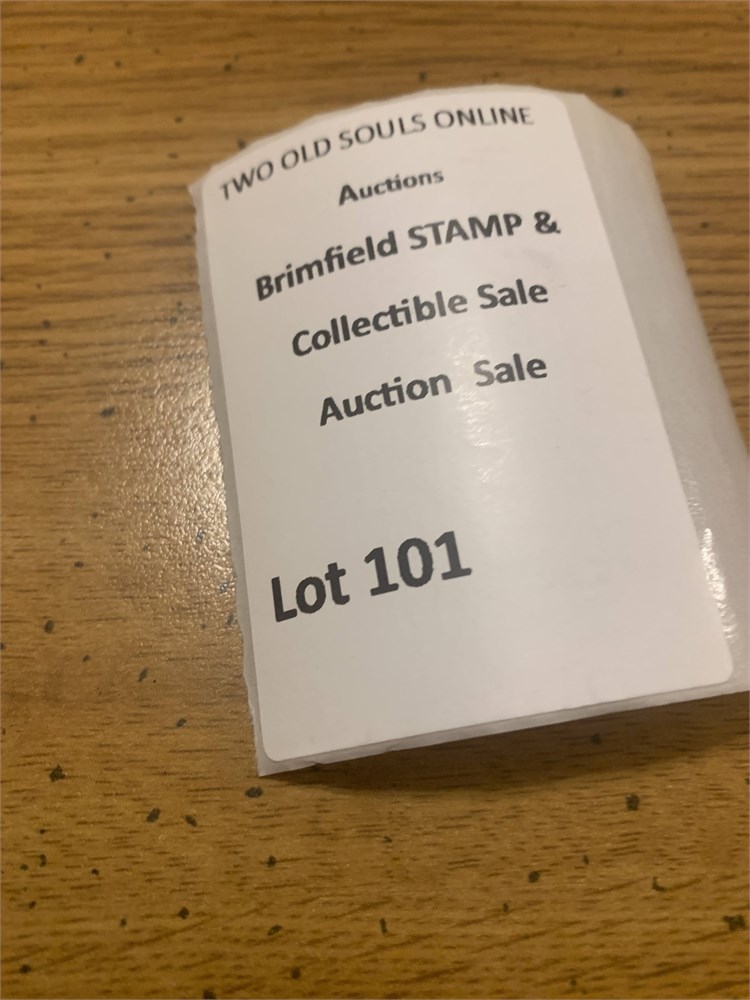 TWO OLD SOULS ONLINE
Auctions
Brimfield STAMP &
Collectible Sale
Auction Sale
Lot 101